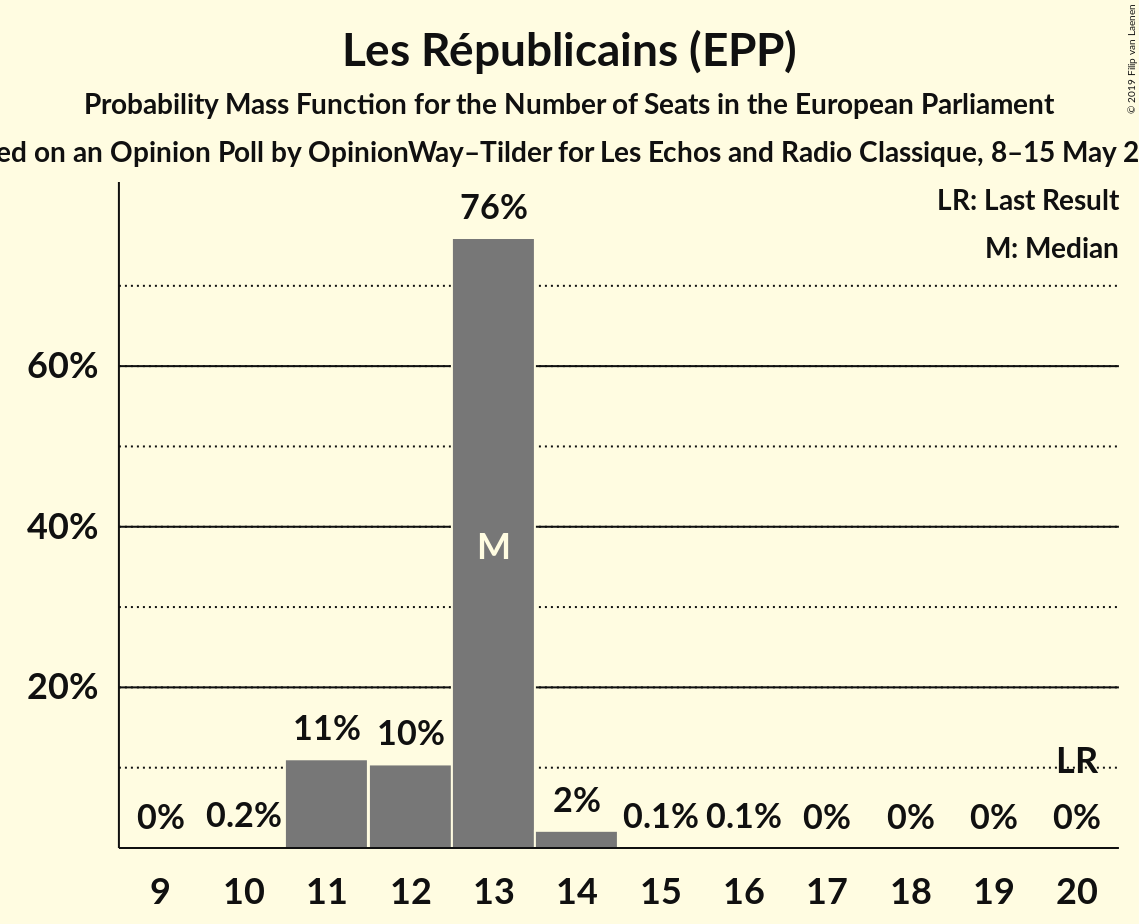 Les Républicains (EPP)
Probability Mass Function for the Number of Seats in the European Parliament
ed on an Opinion Poll by OpinionWay–Tilder for Les Echos and Radio Classique, 8–15 May 2
© 2019 Filip van Laenen
LR: Last Result
M: Median
76%
60%
40%
M
20%
11% 10%
LR
0% 0.2% 2% 0.1% 0.1% 0% 0% 0% 0%
9 10 11 12 13 14 15 16 17 18 19 20